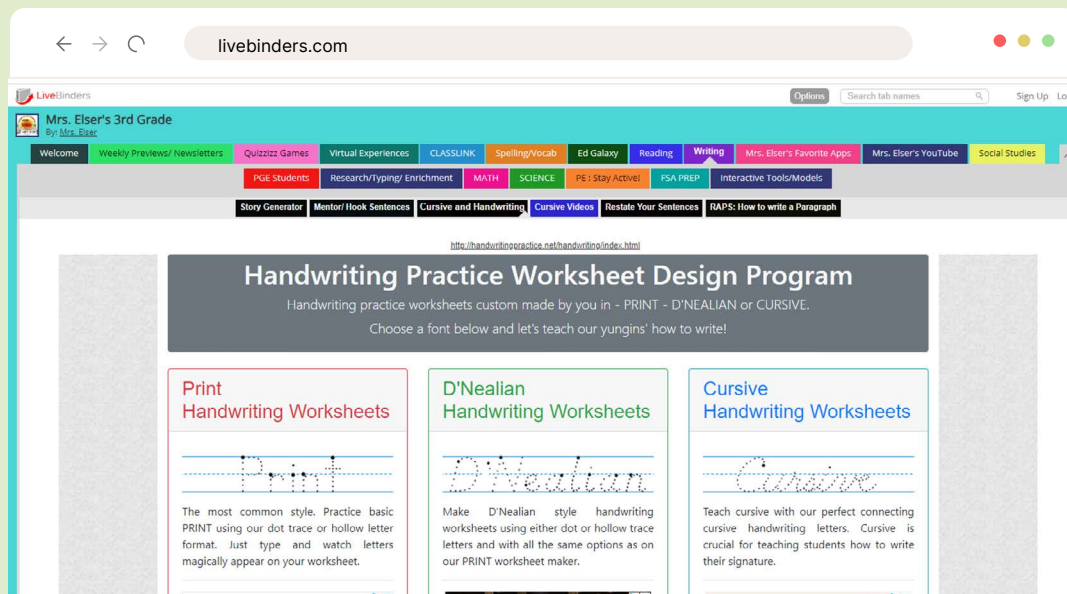 livebinders.com
LiveBinders
Options
Search tab names
Sign Up Lo
Mrs. Elser's 3rd Grade
By: Mrs. Elser
Welcome Weekly Previews/ Newsletters Quizzizz Games Virtual Experiences CLASSLINK Spelling/Vocab Ed Galaxy Reading Writing Mrs. Elser's Favorite Apps Mrs. Elser's YouTube Social Studies
PGE Students Research/Typing/ Enrichment MATH SCIENCE PE : Stay Active! FSA PREP Interactive Tools/Models
Story Generator Mentor/ Hook Sentences Cursive and Handwriting Cursive Videos Restate Your Sentences RAPS: How to write a Paragraph
http://handwritingpractice.net/handwriting/index.html
Handwriting Practice Worksheet Design Program
Handwriting practice worksheets custom made by you in - PRINT - D'NEALIAN or CURSIVE.
Choose a font below and let's teach our yungins' how to write!
Print
Handwriting Worksheets
Print
The most common style. Practice basic
PRINT using our dot trace or hollow letter
format. Just type and watch letters
magically appear on your worksheet.
D'Nealian
Handwriting Worksheets
D'Nealian
Make D'Nealian style handwriting
worksheets using either dot or hollow trace
letters and with all the same options as on
our PRINT worksheet maker.
Cursive
Handwriting Worksheets
Cursive
Teach cursive with our perfect connecting
cursive handwriting letters. Cursive is
crucial for teaching students how to write
their signature.